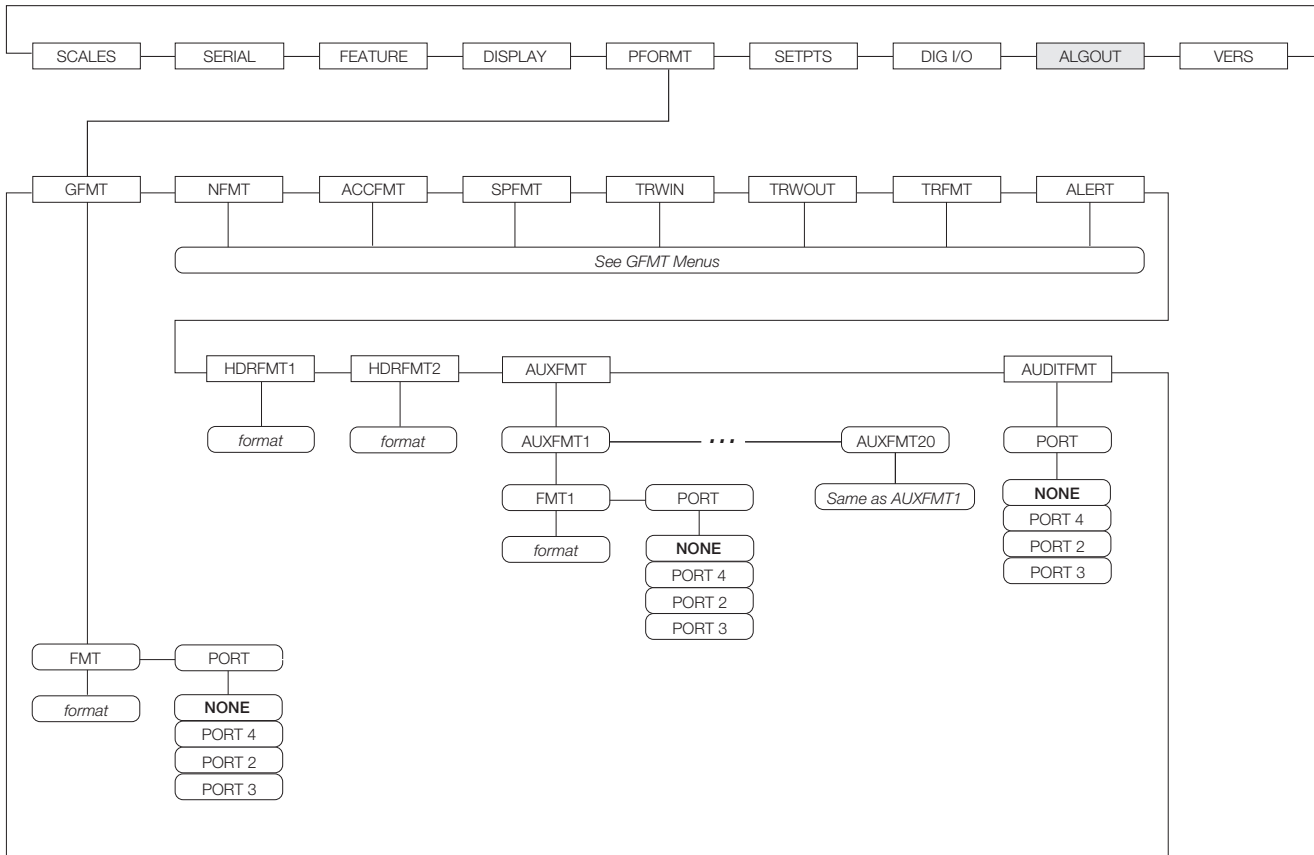 SCALES SERIAL FEATURE DISPLAY PFORMT SETPTS DIG I/O ALGOUT VERS
GFMT NFMT ACCFMT SPFMT TRWIN TRWOUT TRFMT ALERT
See GFMT Menus
HDRFMT1 HDRFMT2 AUXFMT AUDITFMT
format format AUXFMT1 ... AUXFMT20 PORT
FMT1 PORT Same as AUXFMT1 NONE
PORT 4
format NONE PORT 2
PORT 4 PORT 3
PORT 2
PORT 3
FMT PORT
format NONE
PORT 4
PORT 2
PORT 3